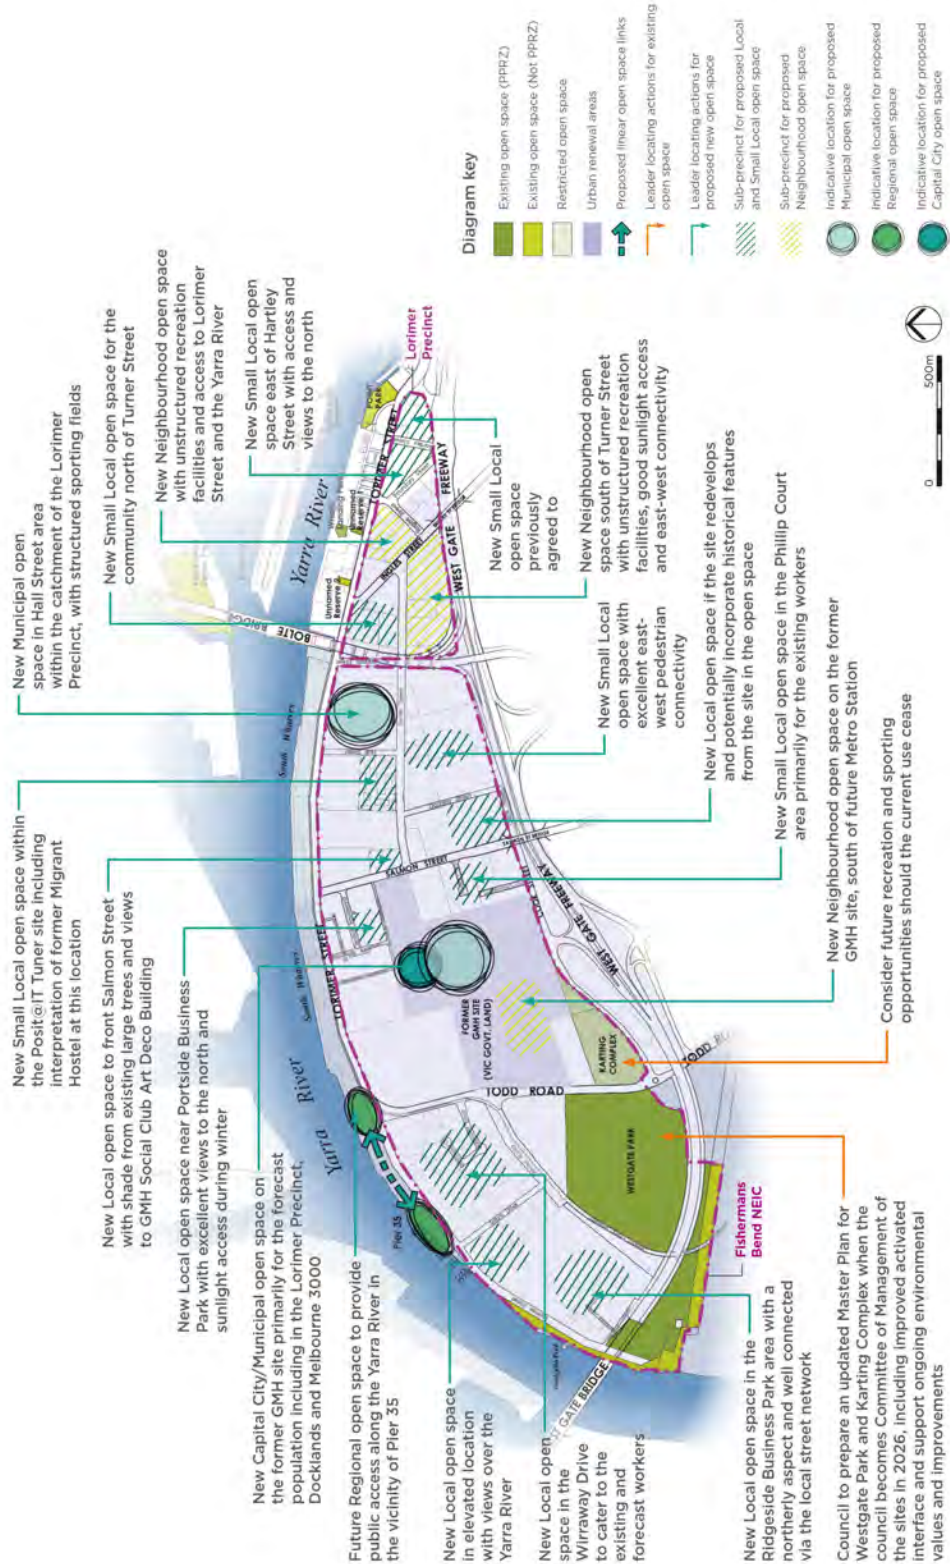 New Municipal open
space in Hall Street area
within the catchment of the Lorimer
Precinct, with structured sporting fields
New Small Local open space for the
community north of Turner Street
New Neighbourhood open space
with unstructured recreation
facilities and access to Lorimer
Street and the Yarra River
New Small Local open
space east of Hartley
Street with access and
views to the north
New Small Local open space within
the Posit@iT Tuner site including
interpretation of former Migrant
Hostel at this location
New Local open space to front Salmon Street
with shade from existing large trees and views
to GMH Social Club Art Deco Building
New Local open space near Portside Business
Park with excellent views to the north and
sunlight access during winter
New Capital City/Municipal open space on
the former GMH site primarily for the forecast
population including in the Lorimer Precinct,
Docklands and Melbourne 3000
Future Regional open space to provide
public access along the Yarra River in
the vicinity of Pier 35
New Local open space
in elevated location
with views over the
Yarra River
New Local open
space in the
Wirraway Drive
area to cater to the
existing and
forecast workers
New Local open space in the
Ridgeside Business Park area with a
northerly aspect and well connected
via the local street network
Council to prepare an updated Master Plan for
Westgate Park and Karting Complex when the
council becomes Committee of Management of
the sites in 2026, including improved activated
interface and support ongoing environmental
values and improvements
New Small Local
open space
previously
agreed to
New Neighbourhood open
space south of Turner Street
with unstructured recreation
facilities, good sunlight access
and east-west connectivity
New Small Local
open space with
excellent east-
west pedestrian
connectivity
New Local open space if the site redevelops
and potentially incorporate historical features
from the site in the open space
New Small Local open space in the Phillip Court
area primarily for the existing workers
New Neighbourhood open space on the former
GMH site, south of future Metro Station
Consider future recreation and sporting
opportunities should the current use cease
Yarra River
Yarra River
South Wharves
South Wharves
Pier 35
BOLTE
BRIDGE
Unnamed
Reserve 2
Unnamed
Reserve 1
POINT
PARK
LORIMER STREET
LORIMER STREET
INGLES STREET
WEST GATE FREEWAY
SALMON STREET
COOK STREET
WEST GATE FREEWAY
FORMER
GMH SITE
(VIC GOVT. LAND)
KARTING
COMPLEX
TODD ROAD
WESTGATE PARK
GATE BRIDGE
Lorimer
Precinct
Fishermans
Bend NEIC
Diagram key
Existing open space (PPRZ)
Existing open space (Not PPRZ)
Restricted open space
Urban renewal areas
Proposed linear open space links
Leader locating actions for existing
open space
Leader locating actions for
proposed new open space
Sub-precinct for proposed Local
and Small Local open space
Sub-precinct for proposed
Neighbourhood open space
Indicative location for proposed
Municipal open space
Indicative location for proposed
Regional open space
Indicative location for proposed
Capital City open space
0 500m